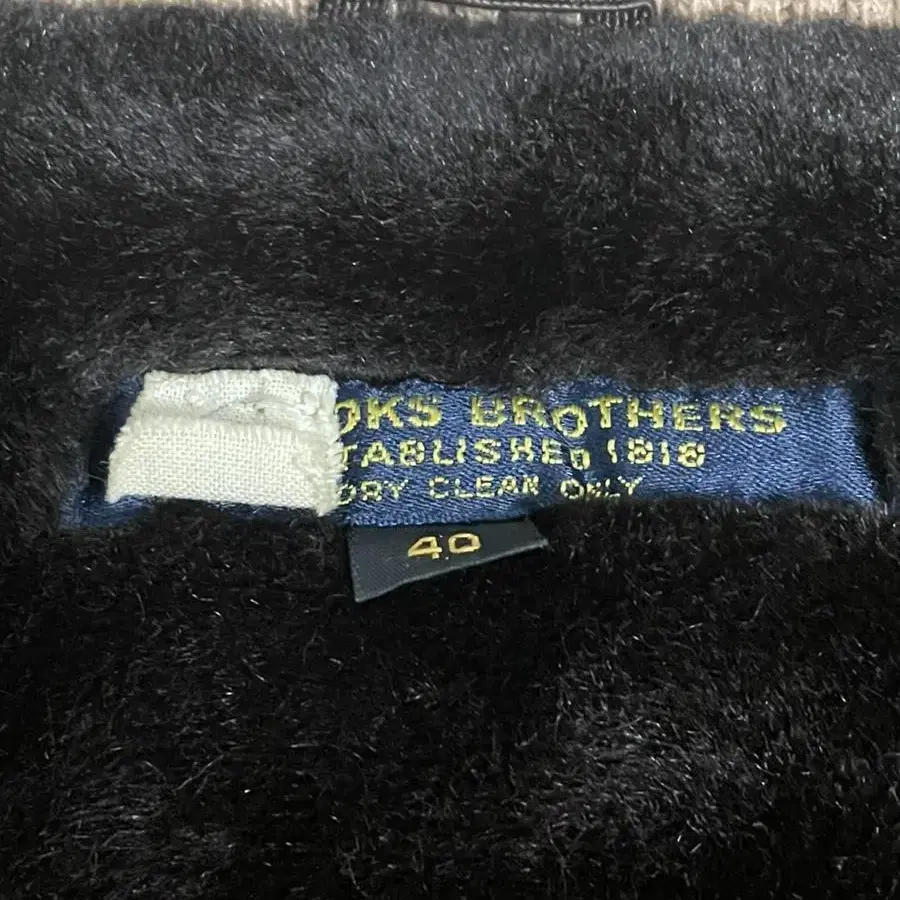 OKS BROTHERS
TABLISHED 1818
DRY CLEAN ONLY
40